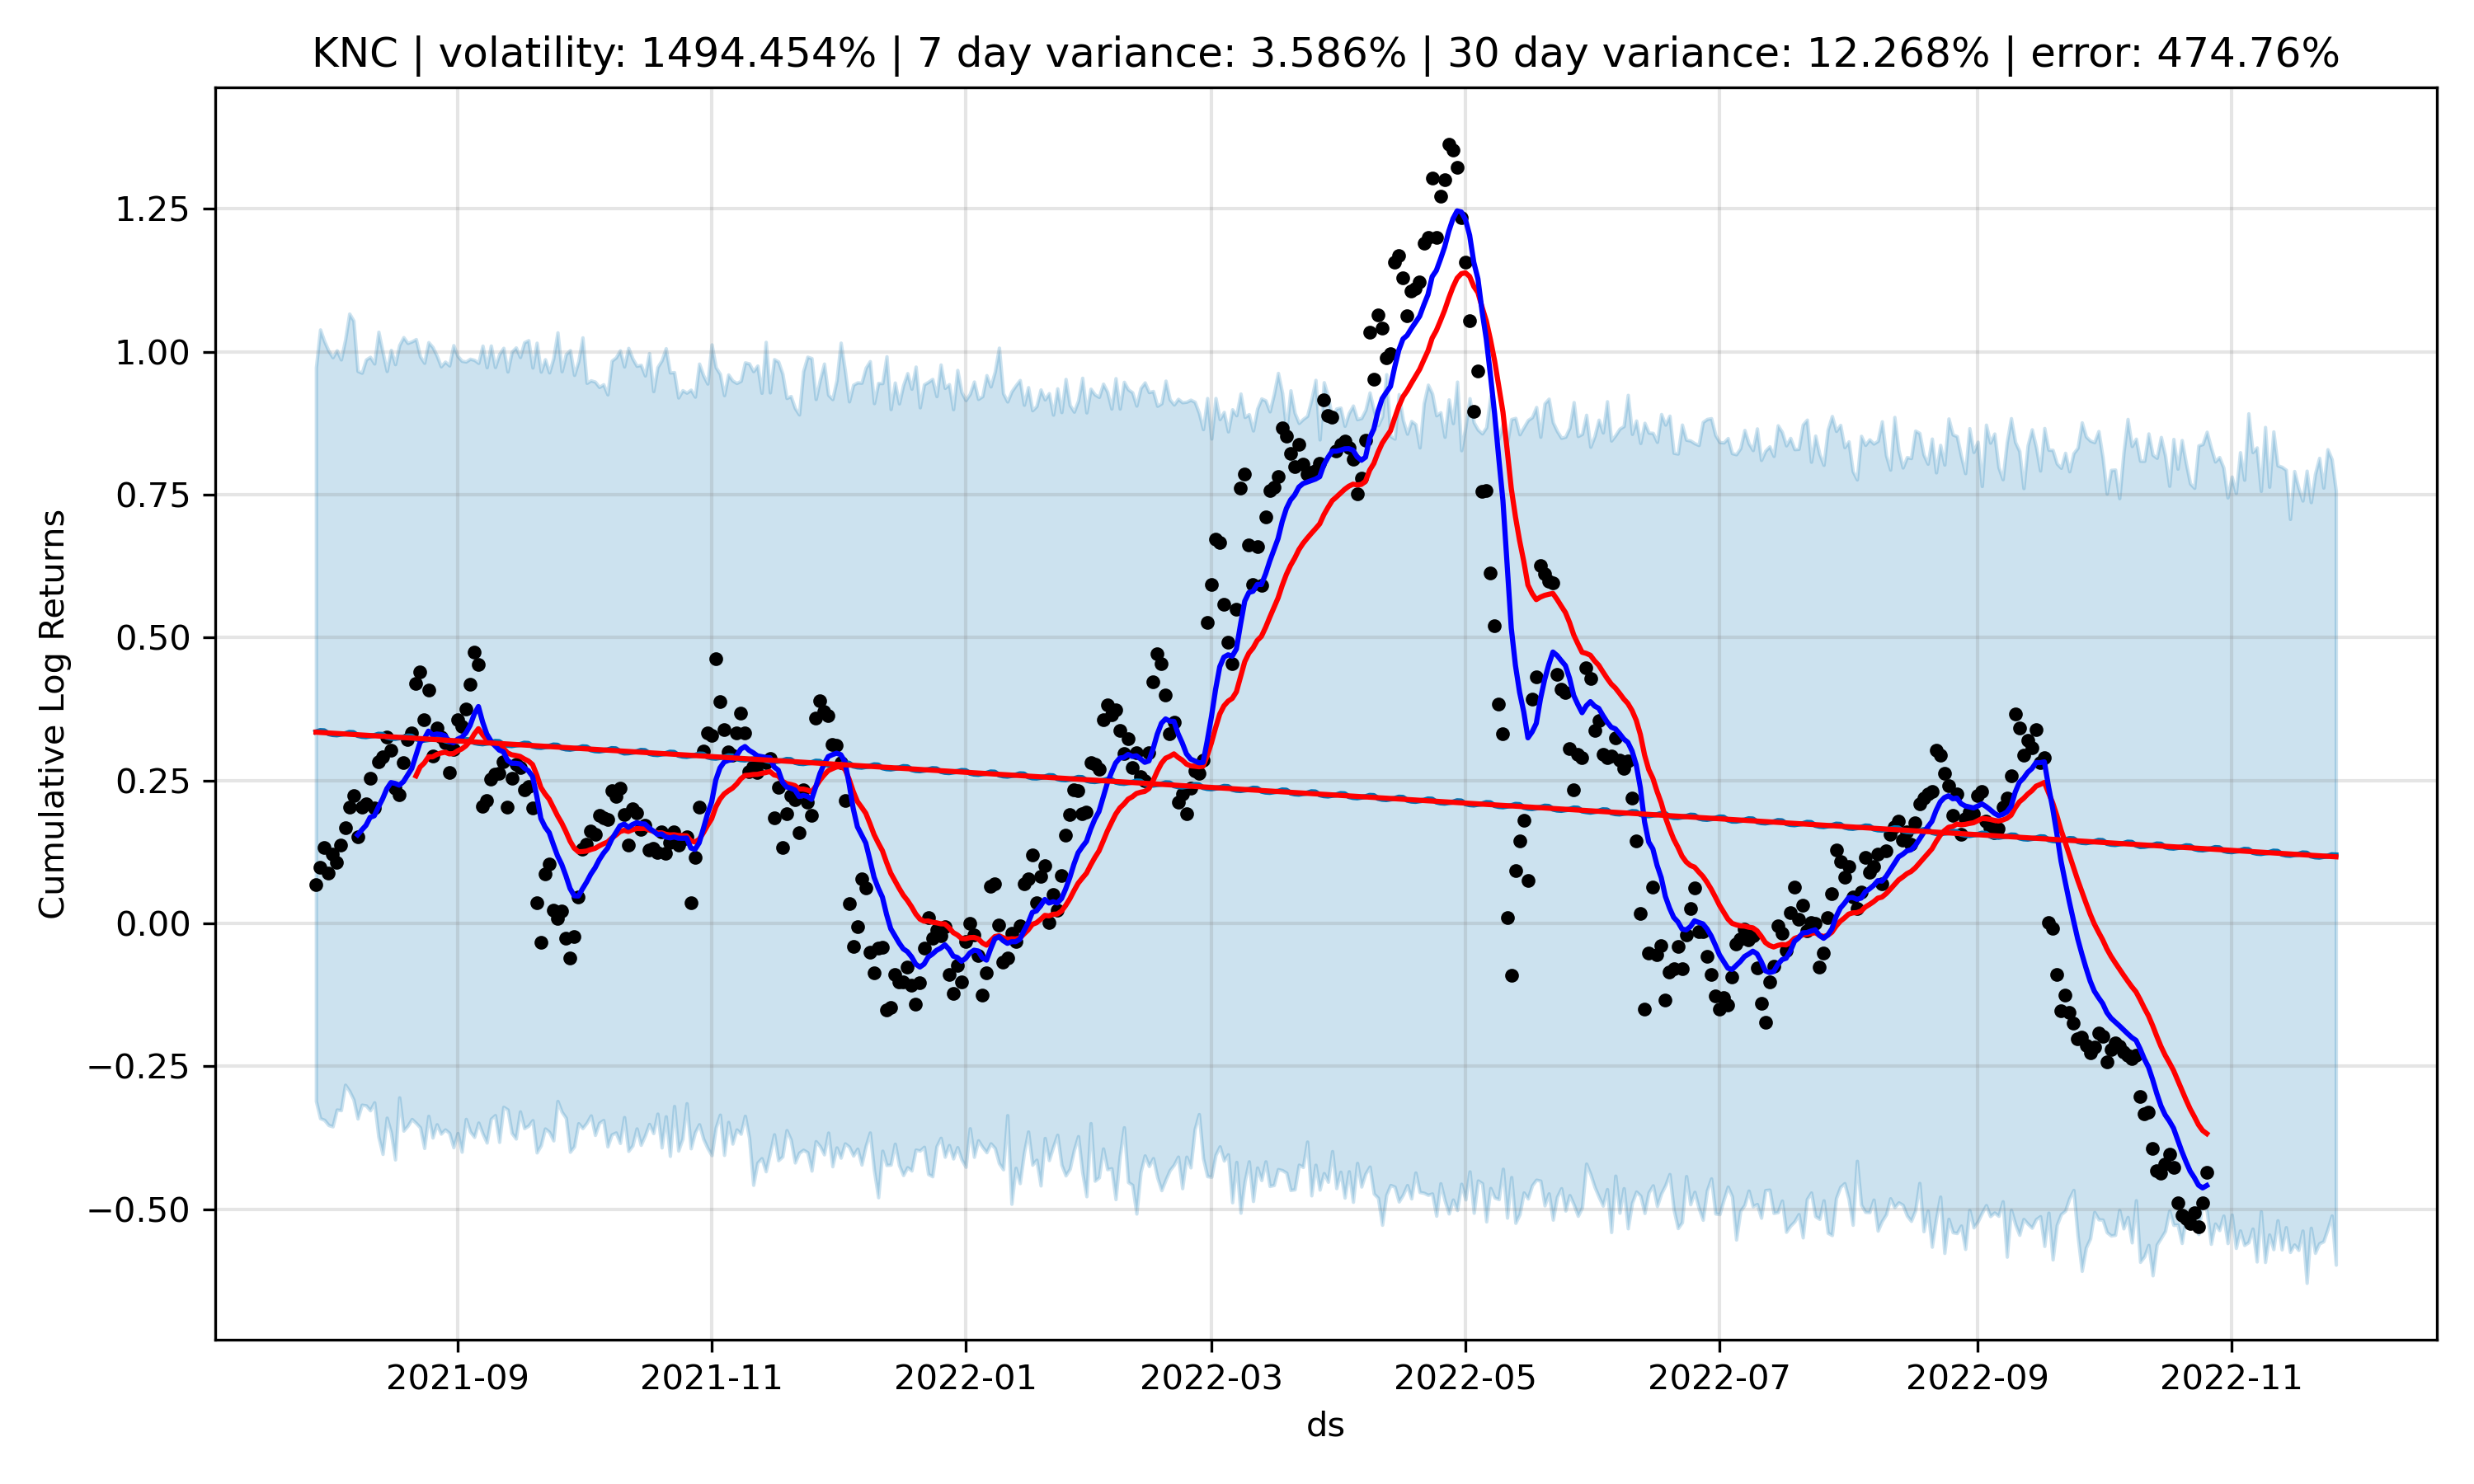 KNC | volatility: 1494.454% | 7 day variance: 3.586% | 30 day variance: 12.268% | error: 474.76%
Cumulative Log Returns
1.25
1.00
0.75
0.50
0.25
0.00
−0.25
−0.50
2021-09 2021-11 2022-01 2022-03 2022-05 2022-07 2022-09 2022-11
ds